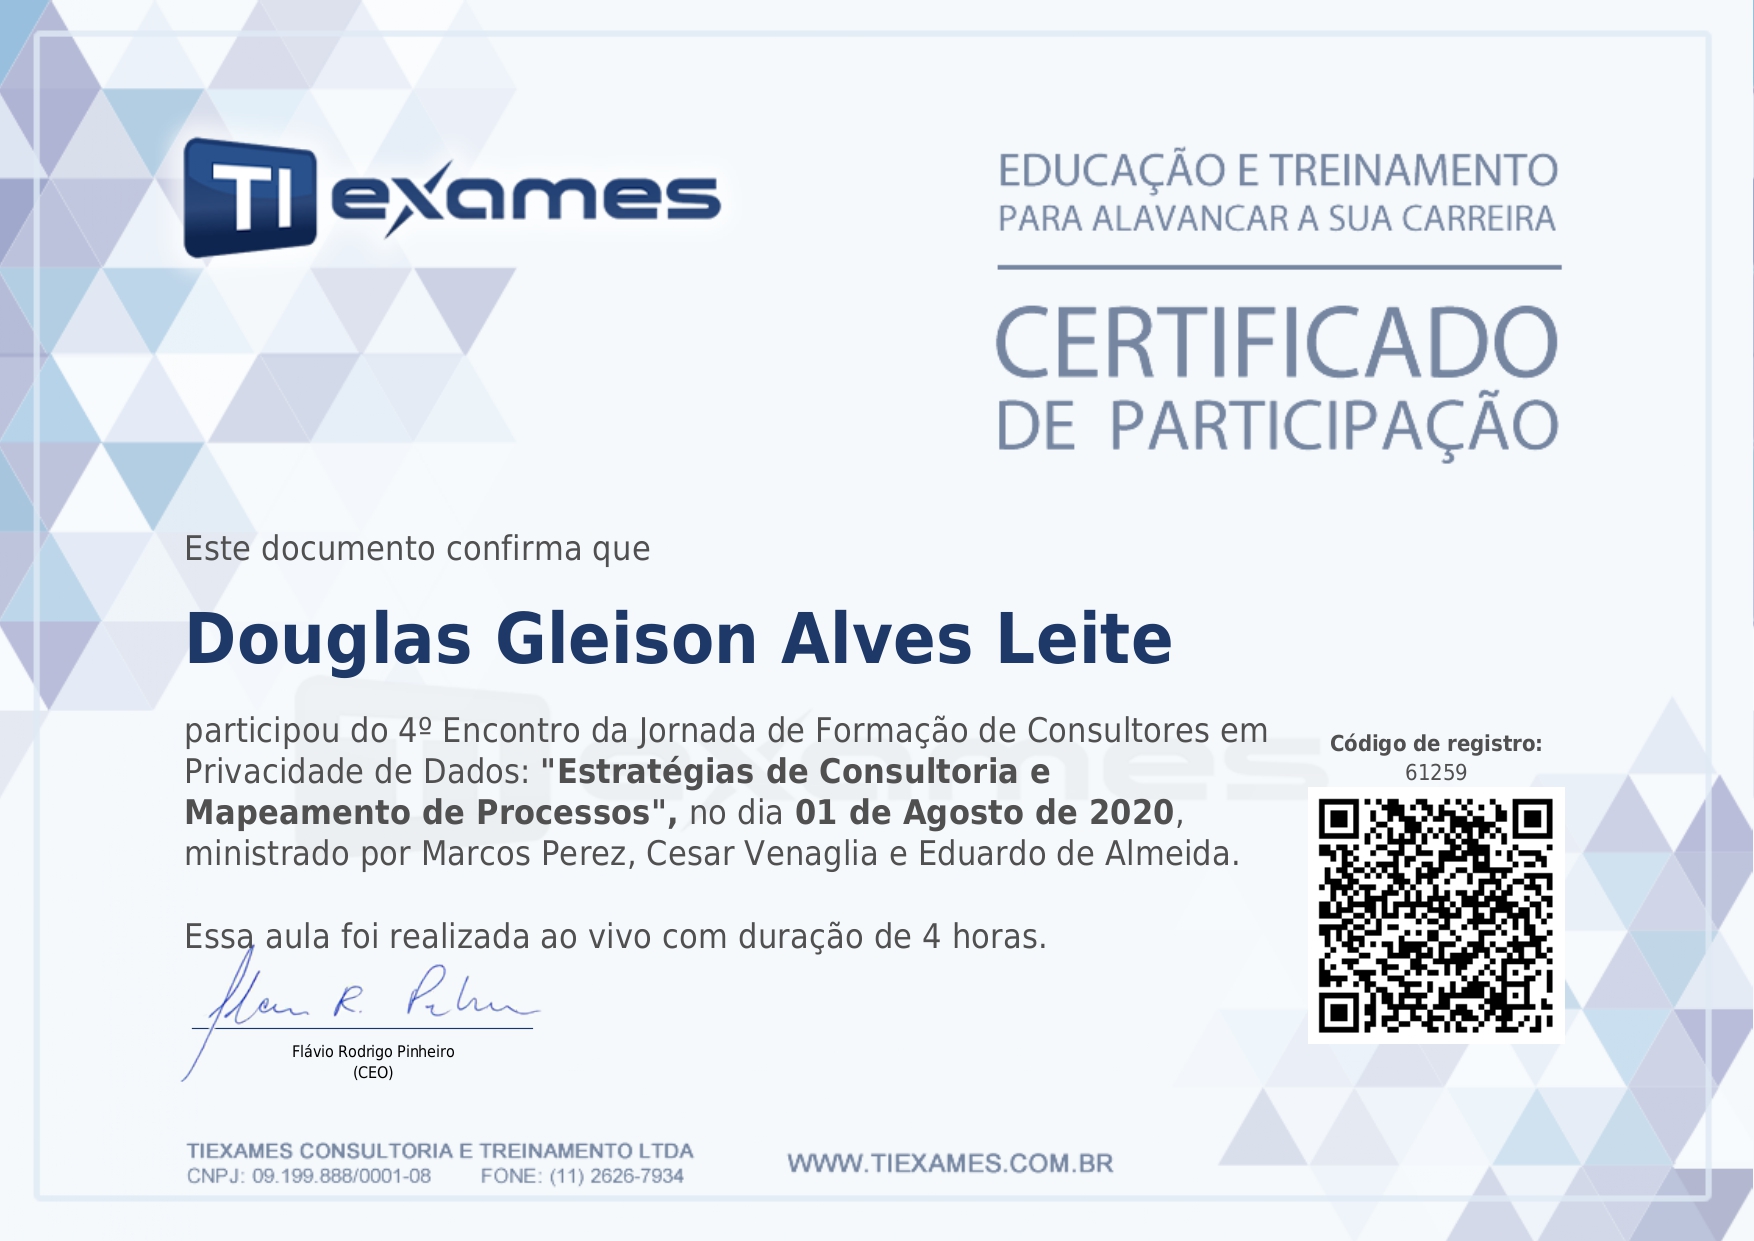 TI exames
EDUCAÇÃO E TREINAMENTO
PARA ALAVANCAR A SUA CARREIRA
CERTIFICADO
DE PARTICIPAÇÃO
Este documento confirma que
Douglas Gleison Alves Leite
participou do 4º Encontro da Jornada de Formação de Consultores em
Privacidade de Dados: "Estratégias de Consultoria e
Mapeamento de Processos", no dia 01 de Agosto de 2020,
ministrado por Marcos Perez, Cesar Venaglia e Eduardo de Almeida.
Essa aula foi realizada ao vivo com duração de 4 horas.
Código de registro:
61259
Flávio Rodrigo Pinheiro
(CEO)
TIEXAMES CONSULTORIA E TREINAMENTO LTDA
CNPJ: 09.199.888/0001-08 FONE: (11) 2626-7934
WWW.TIEXAMES.COM.BR